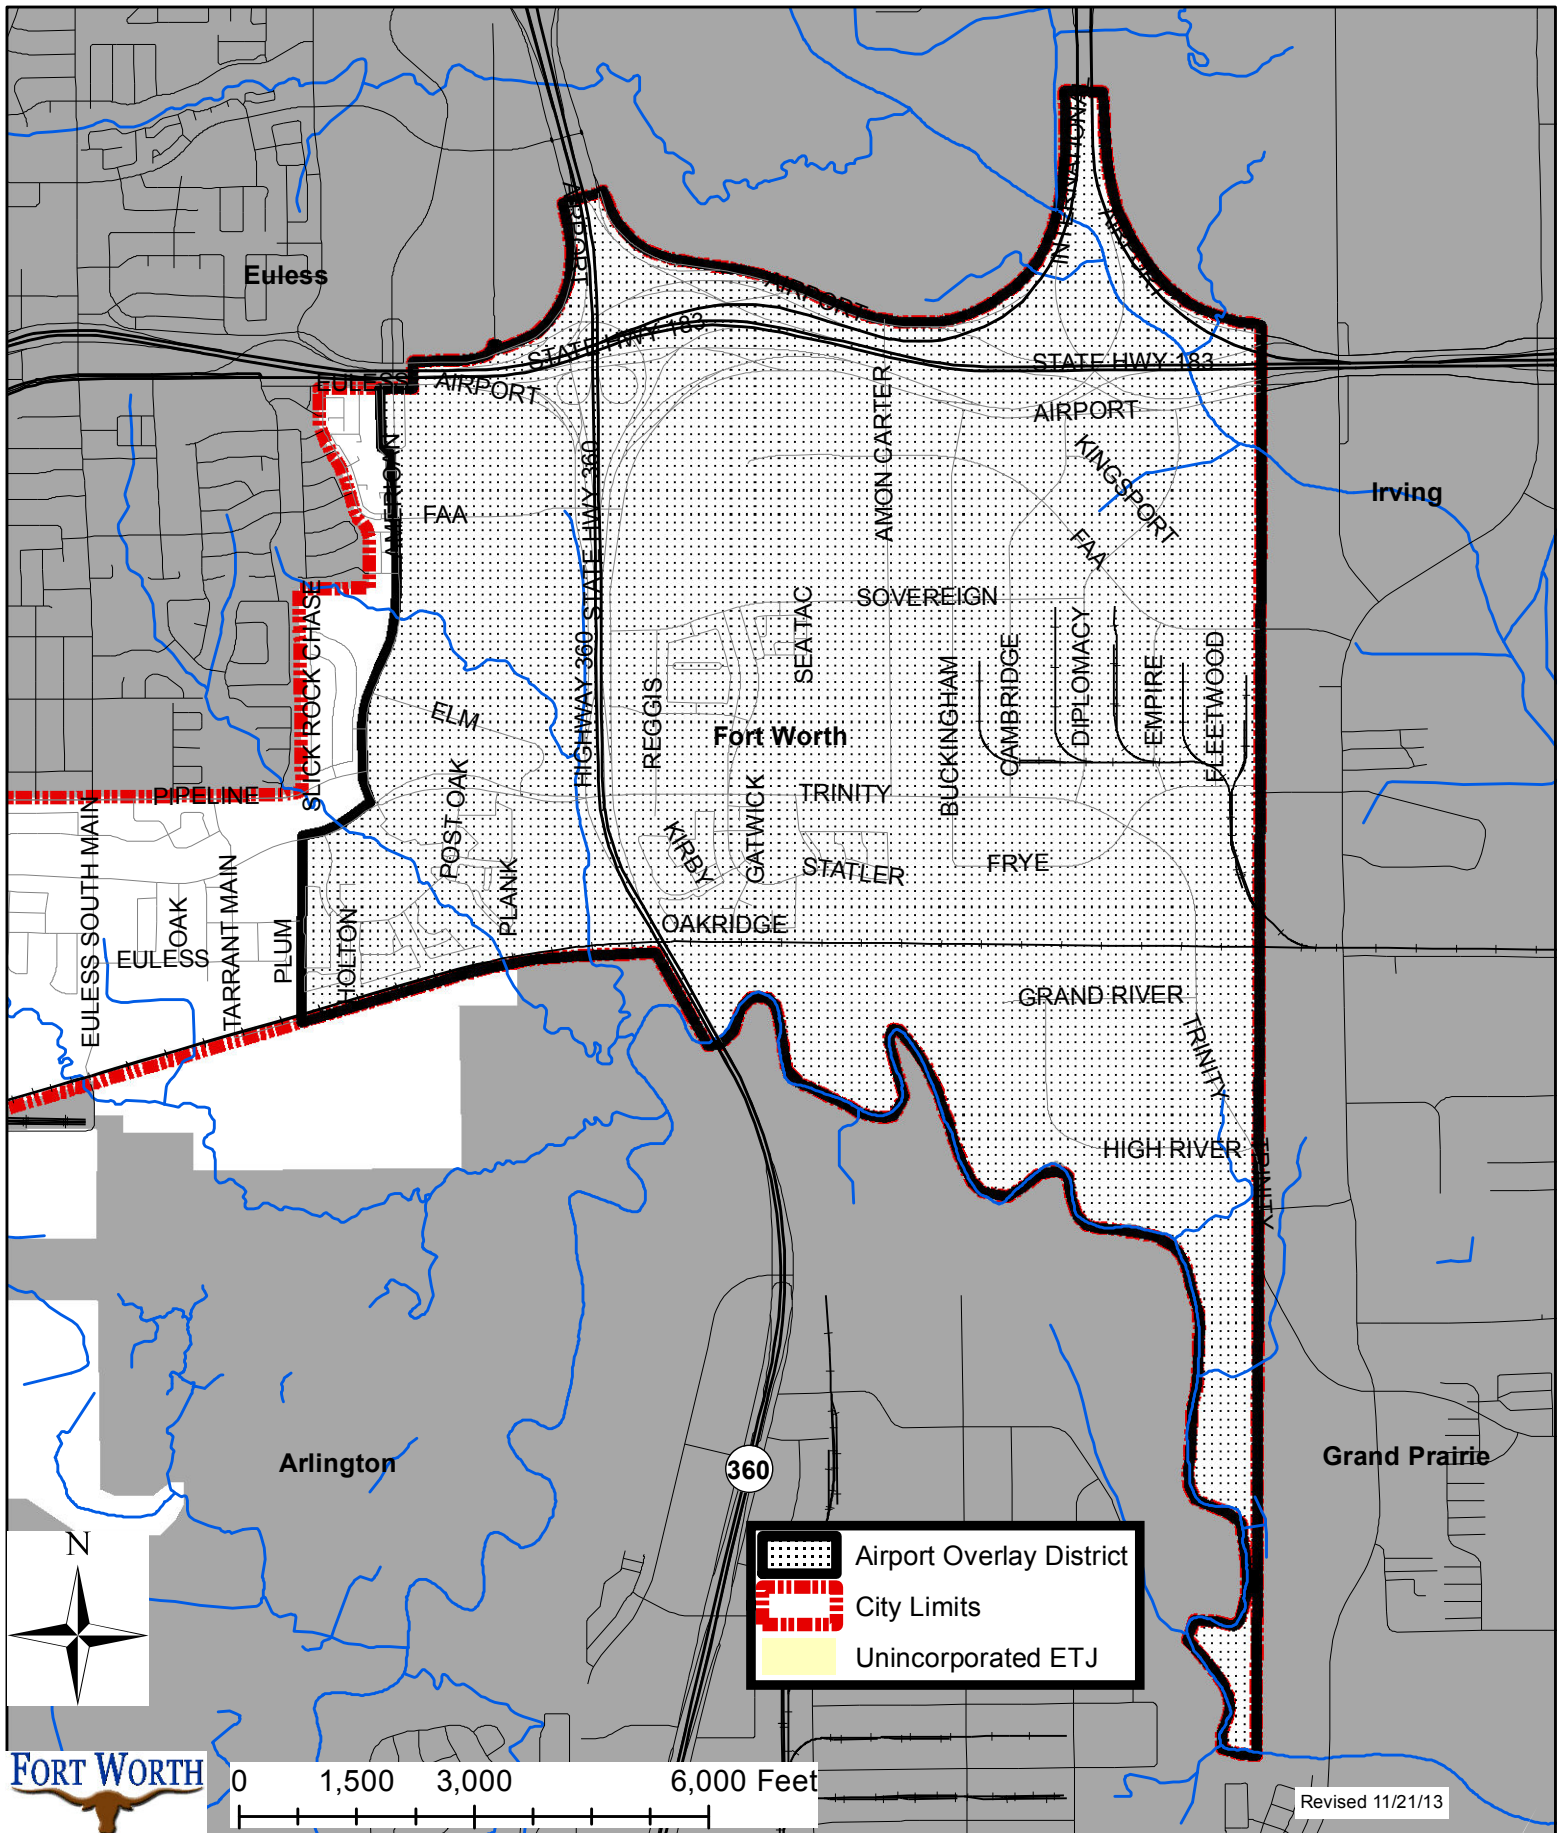 INTERNATIONAL
AIRPORT
AIRPORT
Euless
AIRPORT
STATE HWY 183
STATE HWY 183
EULESS
AIRPORT
AIRPORT
AMERICAN
AMON CARTER
KINGSPORT
Irving
STATE HWY 360
FAA
FAA
SLICK ROCK CHASE
SEA TAC
SOVEREIGN
CAMBRIDGE
DIPLOMACY
EMPIRE
FLEETWOOD
HIGHWAY 360
REGGIS
BUCKINGHAM
ELM
Fort Worth
PIPELINE
POST OAK
GATWICK
TRINITY
EULESS SOUTH MAIN
KIRBY
STATLER
FRYE
PLANK
OAK
TARRANT MAIN
PLUM
HOLTON
OAKRIDGE
EULESS
GRAND RIVER
TRINITY
HIGH RIVER
TRINITY
Arlington
360
Grand Prairie
Airport Overlay District
City Limits
Unincorporated ETJ
N
FORT WORTH
0 1,500 3,000 6,000 Feet
Revised 11/21/13